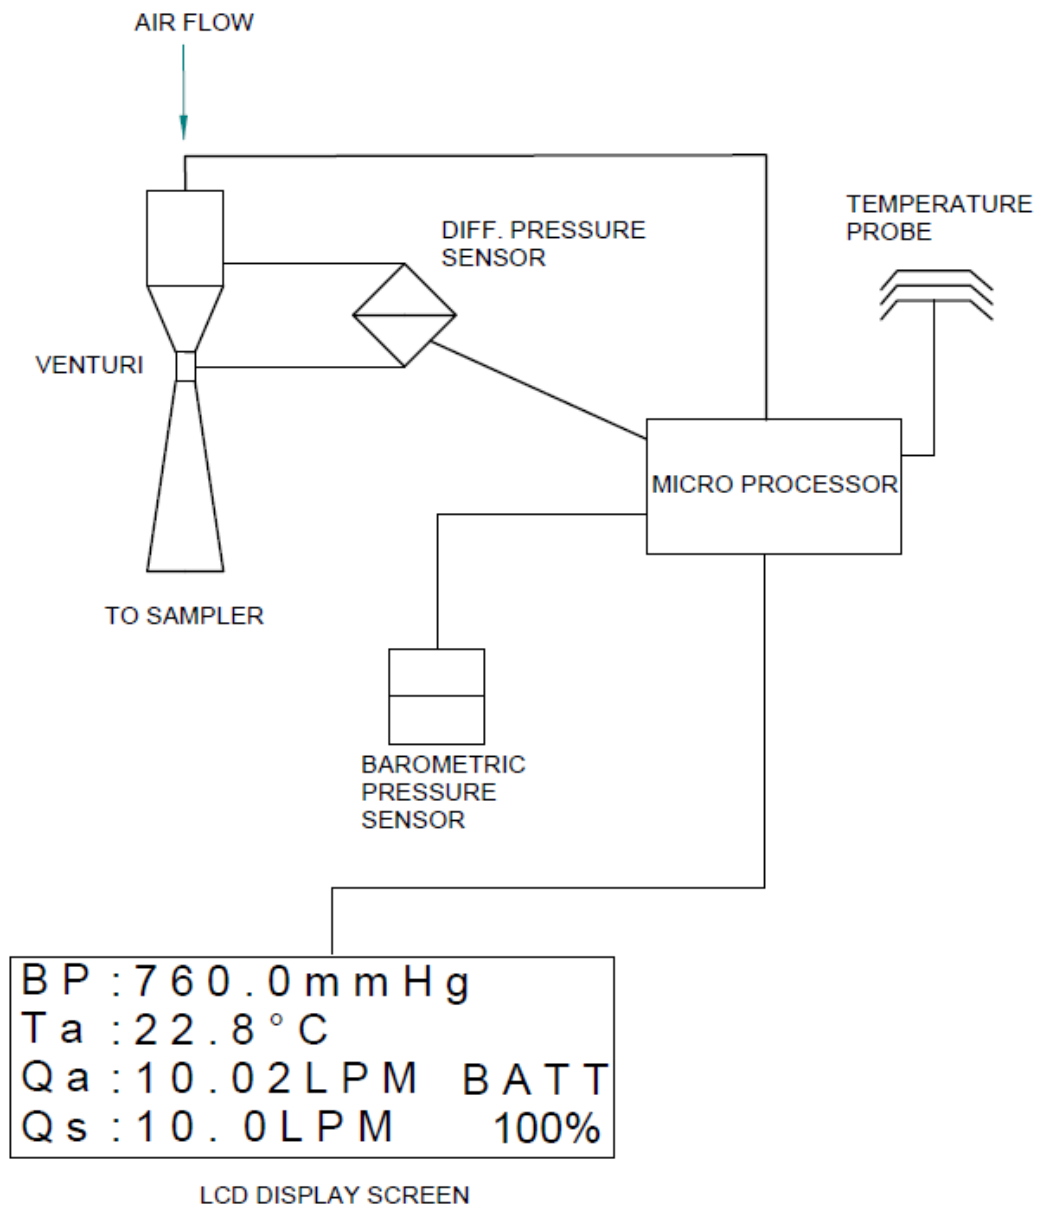 AIR FLOW
TEMPERATURE
PROBE
DIFF. PRESSURE
SENSOR
VENTURI
MICRO PROCESSOR
TO SAMPLER
BAROMETRIC
PRESSURE
SENSOR
BP:760.0mmHg
Ta:22.8°C
Qa:10.02LPM BATT
Qs:10.0LPM 100%
LCD DISPLAY SCREEN